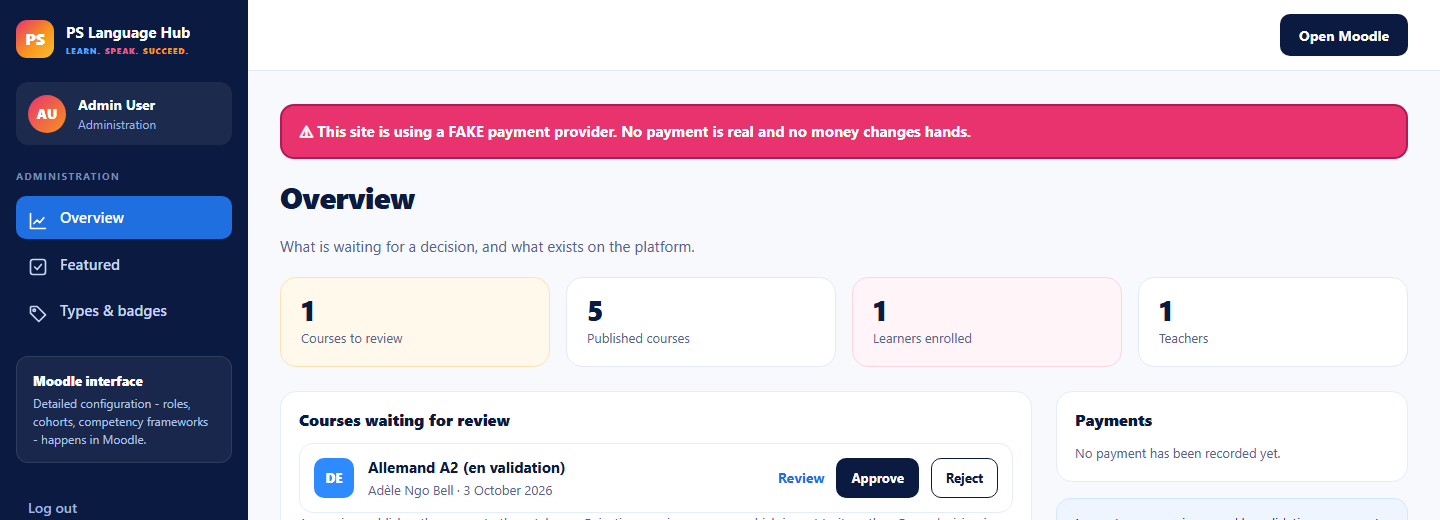 PS
PS Language Hub
LEARN. SPEAK. SUCCEED.
Open Moodle
AU
Admin User
Administration
⚠ This site is using a FAKE payment provider. No payment is real and no money changes hands.
ADMINISTRATION
Overview
Featured
Types & badges
Moodle interface
Detailed configuration - roles,
cohorts, competency frameworks
- happens in Moodle.
Log out
Overview
What is waiting for a decision, and what exists on the platform.
1
Courses to review
5
Published courses
1
Learners enrolled
1
Teachers
Courses waiting for review
DE
Allemand A2 (en validation)
Adèle Ngo Bell · 3 October 2026
Review
Approve
Reject
Payments
No payment has been recorded yet.